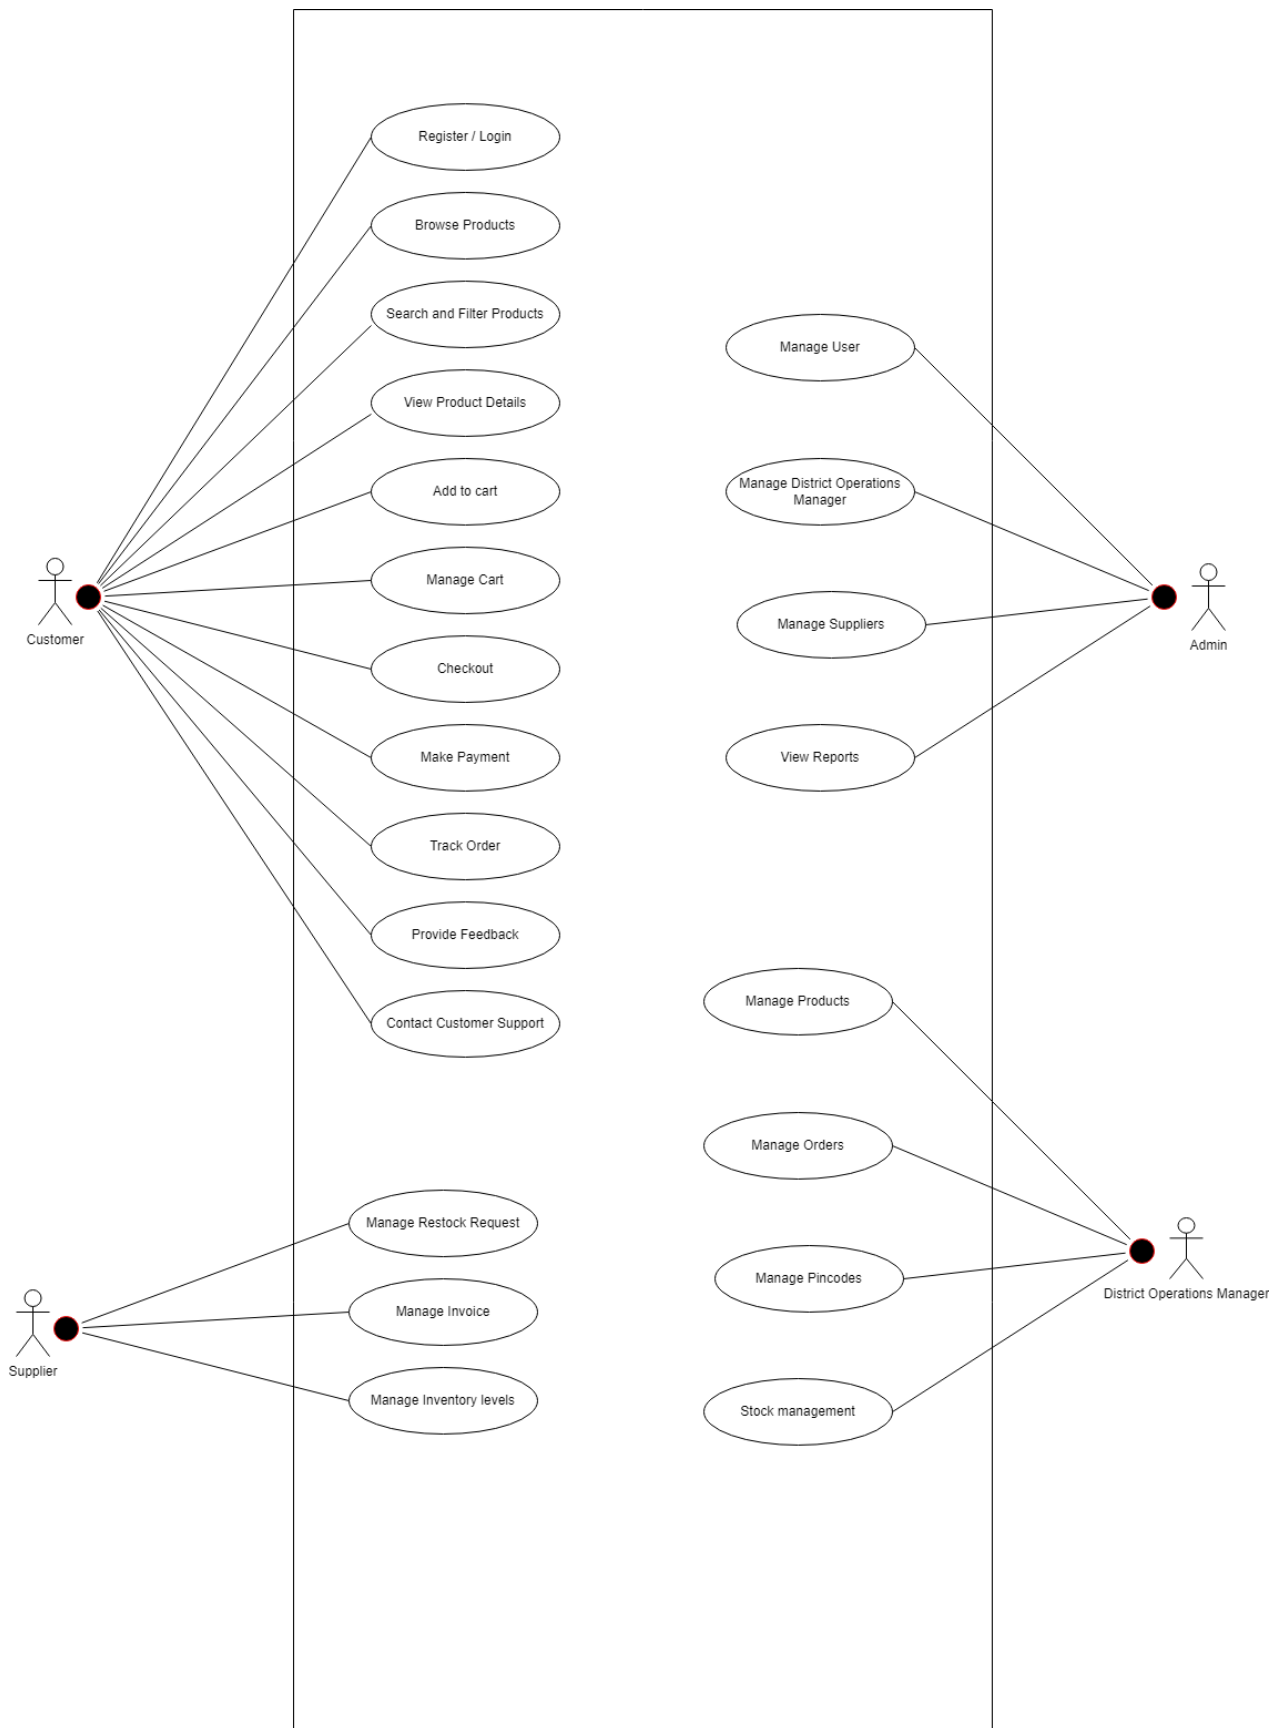 Register / Login
Browse Products
Search and Filter Products
View Product Details
Add to cart
Manage Cart
Checkout
Make Payment
Track Order
Provide Feedback
Contact Customer Support
Customer
Manage User
Manage District Operations
Manager
Manage Suppliers
View Reports
Admin
Manage Restock Request
Manage Invoice
Manage Inventory levels
Supplier
Manage Products
Manage Orders
Manage Pincodes
Stock management
District Operations Manager